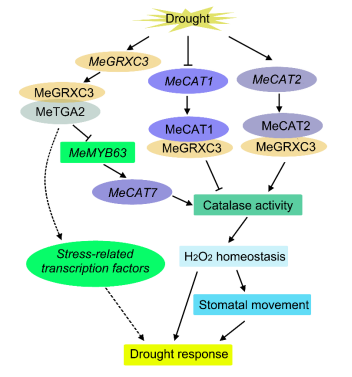 Drought
MeGRXC3
MeCAT1
MeCAT2
MeGRXC3
MeTGA2
MeCAT1
MeGRXC3
MeCAT2
MeGRXC3
MeMYB63
MeCAT7
Catalase activity
Stress-related
transcription factors
H₂O₂ homeostasis
Stomatal movement
Drought response